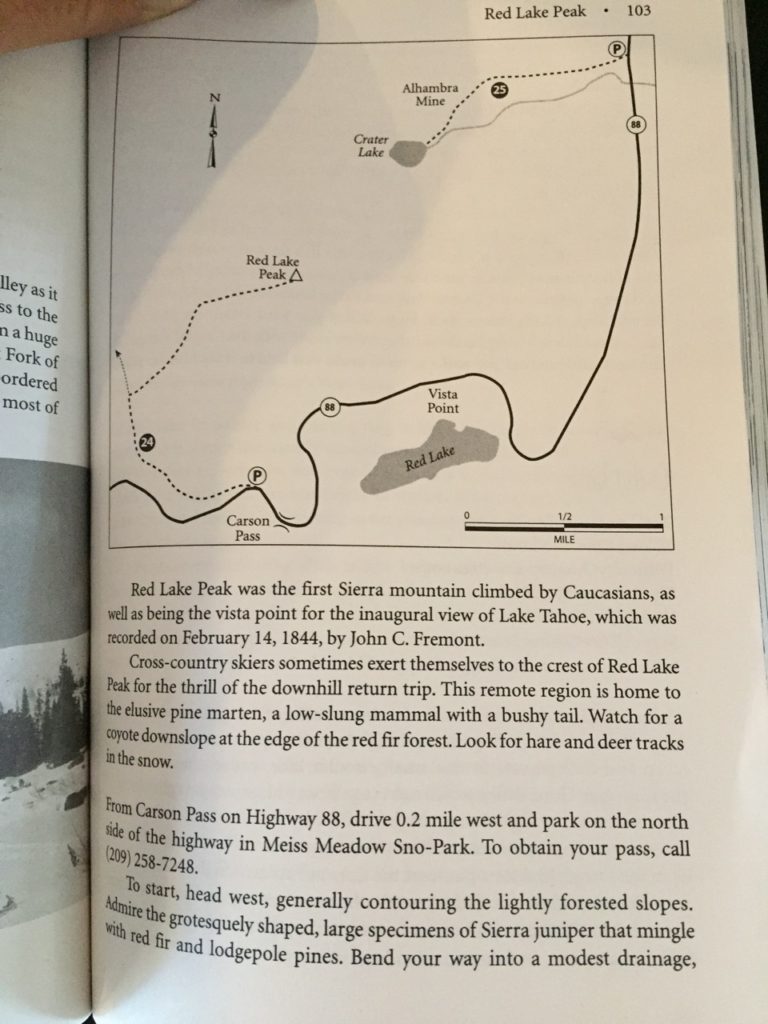 Red Lake Peak • 103
P
N
Alhambra
Mine
25
88
Crater
Lake
Red Lake
Peak
88
Vista
Point
24
Red Lake
P
Carson
Pass
0 1/2 1
MILE
lley as it
ss to the
n a huge
Fork of
ordered
most of
Red Lake Peak was the first Sierra mountain climbed by Caucasians, as
well as being the vista point for the inaugural view of Lake Tahoe, which was
recorded on February 14, 1844, by John C. Fremont.
Cross-country skiers sometimes exert themselves to the crest of Red Lake
Peak for the thrill of the downhill return trip. This remote region is home to
the elusive pine marten, a low-slung mammal with a bushy tail. Watch for a
coyote downslope at the edge of the red fir forest. Look for hare and deer tracks
in the snow.
From Carson Pass on Highway 88, drive 0.2 mile west and park on the north
side of the highway in Meiss Meadow Sno-Park. To obtain your pass, call
(209) 258-7248.
To start, head west, generally contouring the lightly forested slopes.
Admire the grotesquely shaped, large specimens of Sierra juniper that mingle
with red fir and lodgepole pines. Bend your way into a modest drainage,